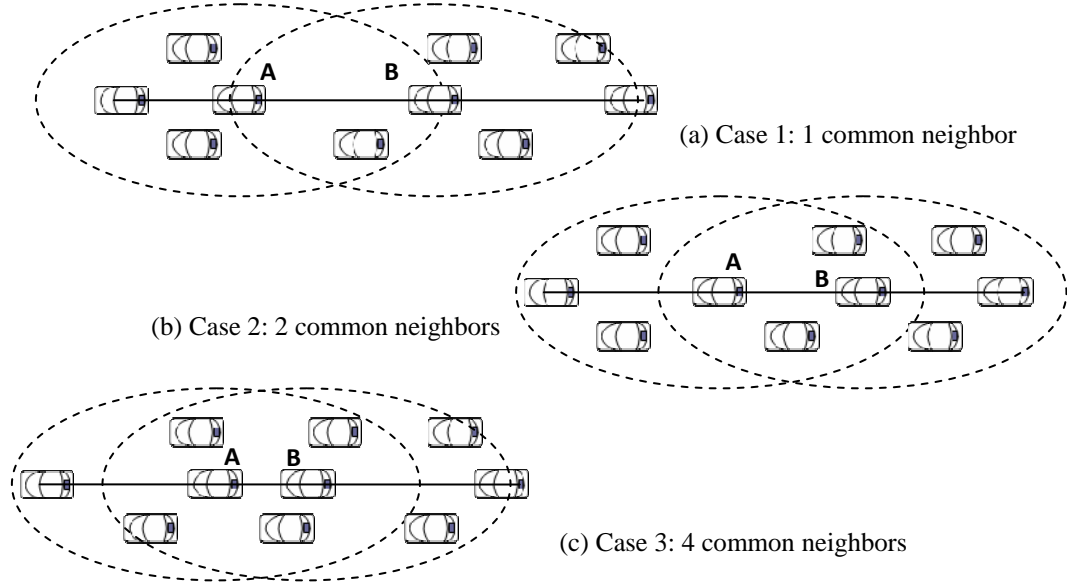 A
B
(a) Case 1: 1 common neighbor
A
B
(b) Case 2: 2 common neighbors
A
B
(c) Case 3: 4 common neighbors